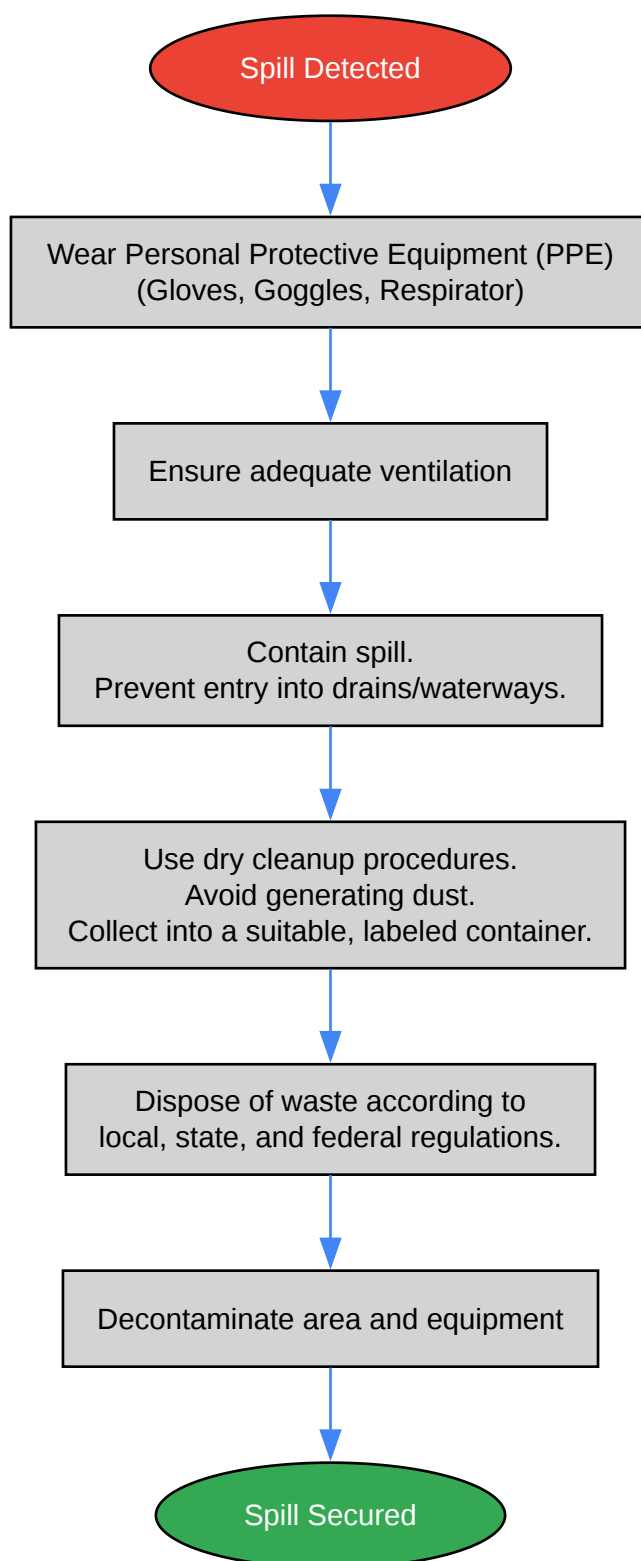 Spill Detected
Wear Personal Protective Equipment (PPE)
(Gloves, Goggles, Respirator)
Ensure adequate ventilation
Contain spill.
Prevent entry into drains/waterways.
Use dry cleanup procedures.
Avoid generating dust.
Collect into a suitable, labeled container.
Dispose of waste according to
local, state, and federal regulations.
Decontaminate area and equipment
Spill Secured